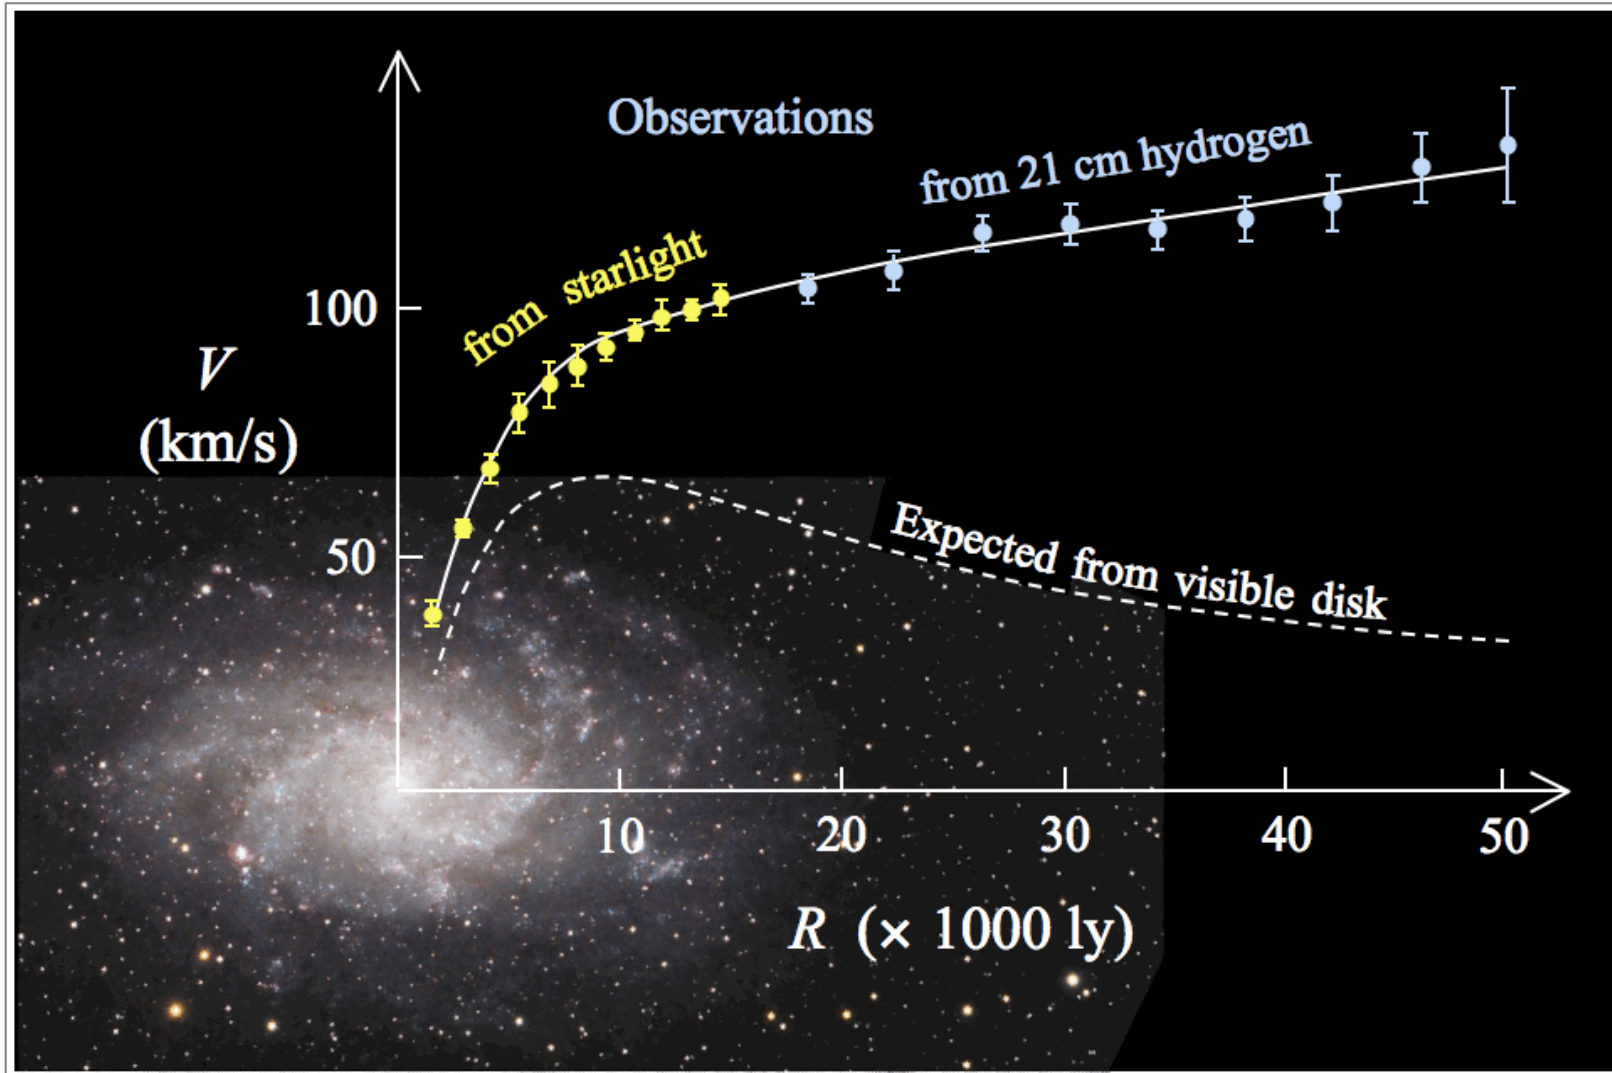 Observations
from 21 cm hydrogen
from starlight
100
V
(km/s)
50
Expected from visible disk
10 20 30 40 50
R (× 1000 ly)